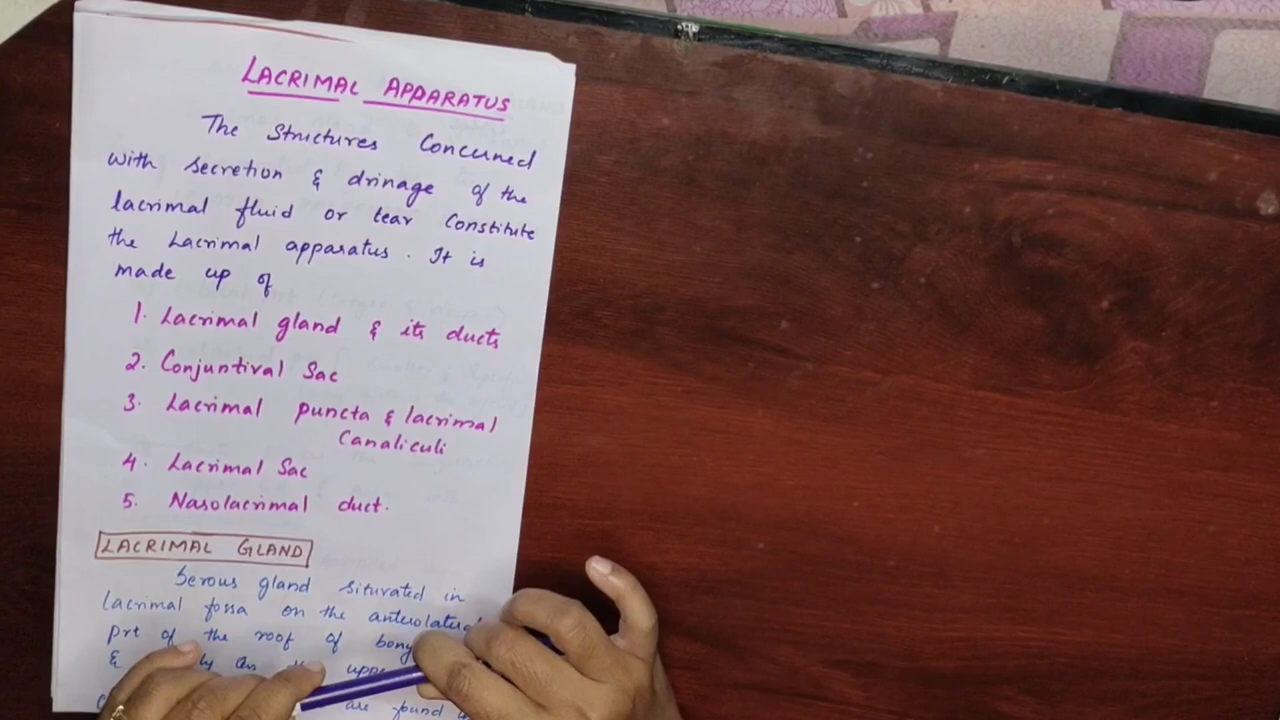 LACRIMAL APPARATUS
The Structures Concerned
with secretion & drinage of the
lacrimal fluid or tear Constitute
the Lacrimal apparatus. It is
made up of
1. Lacrimal gland & its ducts
2. Conjuntival Sac
3. Lacrimal puncta & lacrimal
Canaliculi
4. Lacrimal Sac
5. Nasolacrimal duct.
LACRIMAL GLAND
Serous gland siturated in
lacrimal fossa on the anterolateral
prt of the roof of bony
&
are found